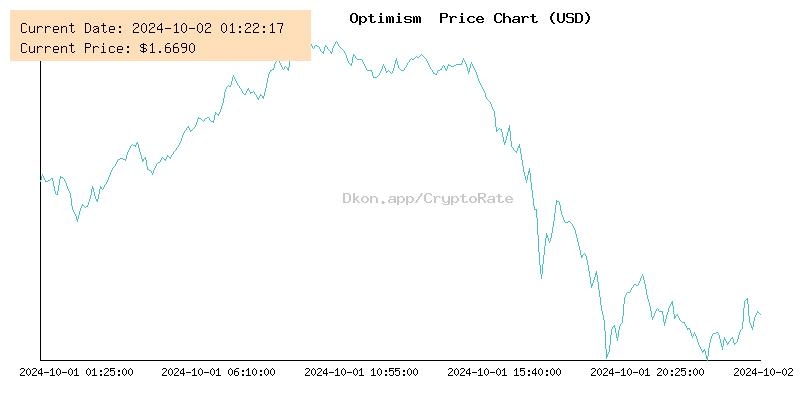 Optimism  Price Chart (USD)
Current Date: 2024-10-02 01:22:17
Current Price: $1.6690
Dkon.app/CryptoRate
2024-10-01 01:25:00 2024-10-01 06:10:00 2024-10-01 10:55:00 2024-10-01 15:40:00 2024-10-01 20:25:00 2024-10-02